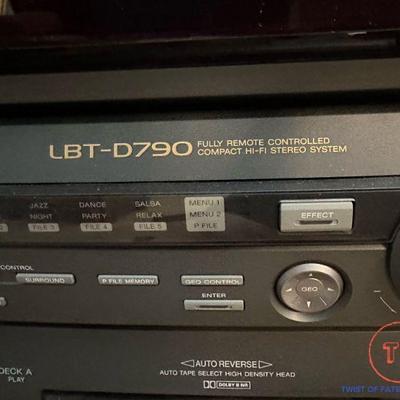 LBT-D790 FULLY REMOTE CONTROLLED
COMPACT HI-FI STEREO SYSTEM
JAZZ DANCE SALSA MENU 1
NIGHT PARTY RELAX MENU 2
FILE 3 FILE 4 FILE 5 P FILE
EFFECT
CONTROL
SURROUND P FILE MEMORY GEQ CONTROL
GEQ
ENTER
DECK A
PLAY
AUTO REVERSE
AUTO TAPE SELECT HIGH DENSITY HEAD
DOLBY B NR
T
TWIST OF FATE